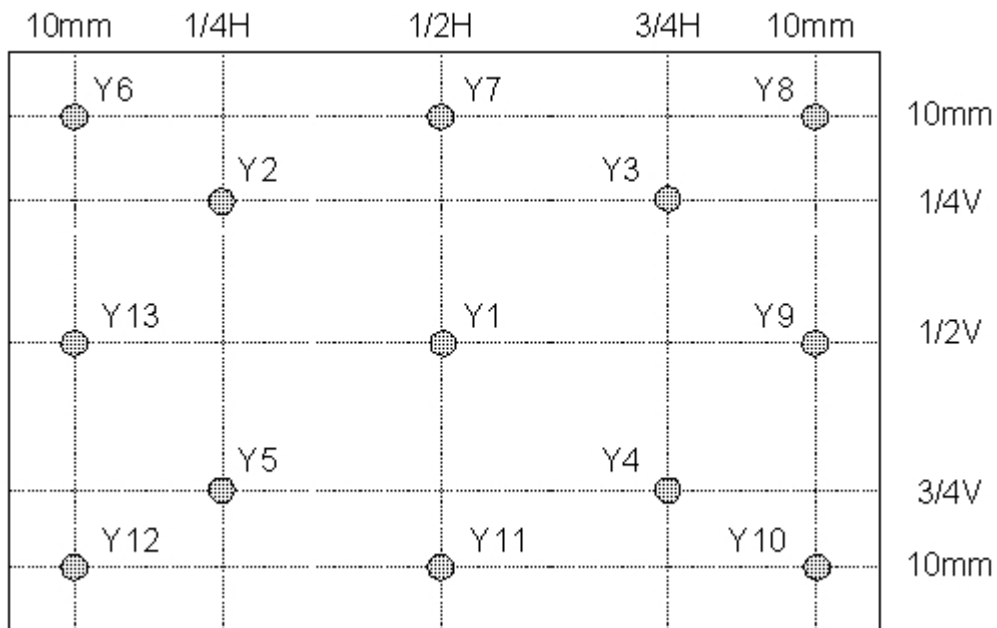 10mm 1/4H 1/2H 3/4H 10mm
Y6 Y7 Y8 10mm
Y2 Y3 1/4V
Y13 Y1 Y9 1/2V
Y5 Y4 3/4V
Y12 Y11 Y10 10mm